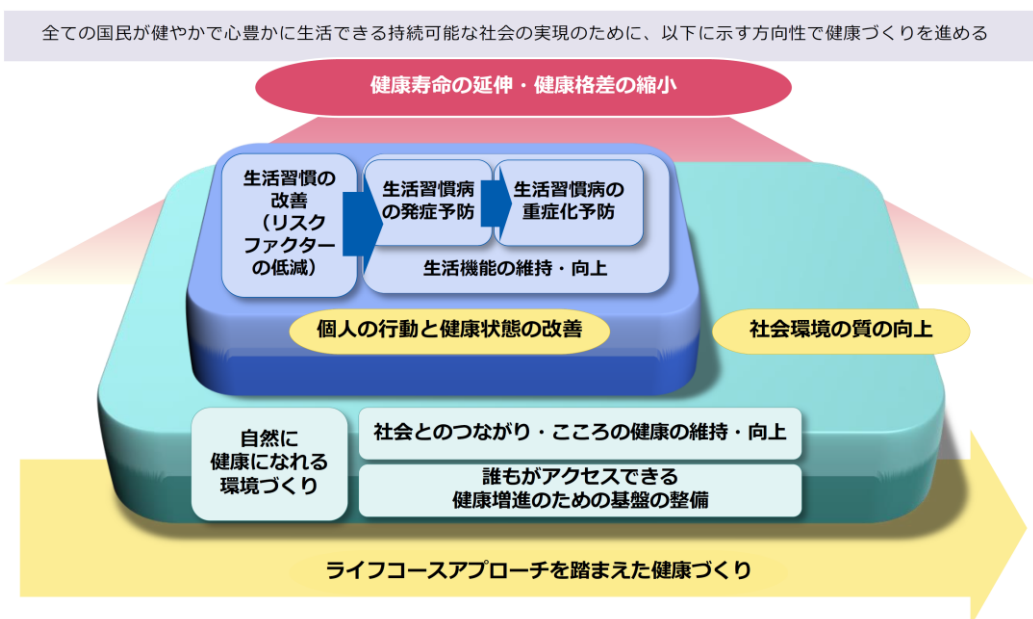 全ての国民が健やかで心豊かに生活できる持続可能な社会の実現のために、以下に示す方向性で健康づくりを進める
健康寿命の延伸・健康格差の縮小
生活習慣の
改善
（リスク
ファクター
の低減）
生活習慣病
の発症予防
生活習慣病の
重症化予防
生活機能の維持・向上
個人の行動と健康状態の改善
社会環境の質の向上
自然に
健康になれる
環境づくり
社会とのつながり・こころの健康の維持・向上
誰もがアクセスできる
健康増進のための基盤の整備
ライフコースアプローチを踏まえた健康づくり